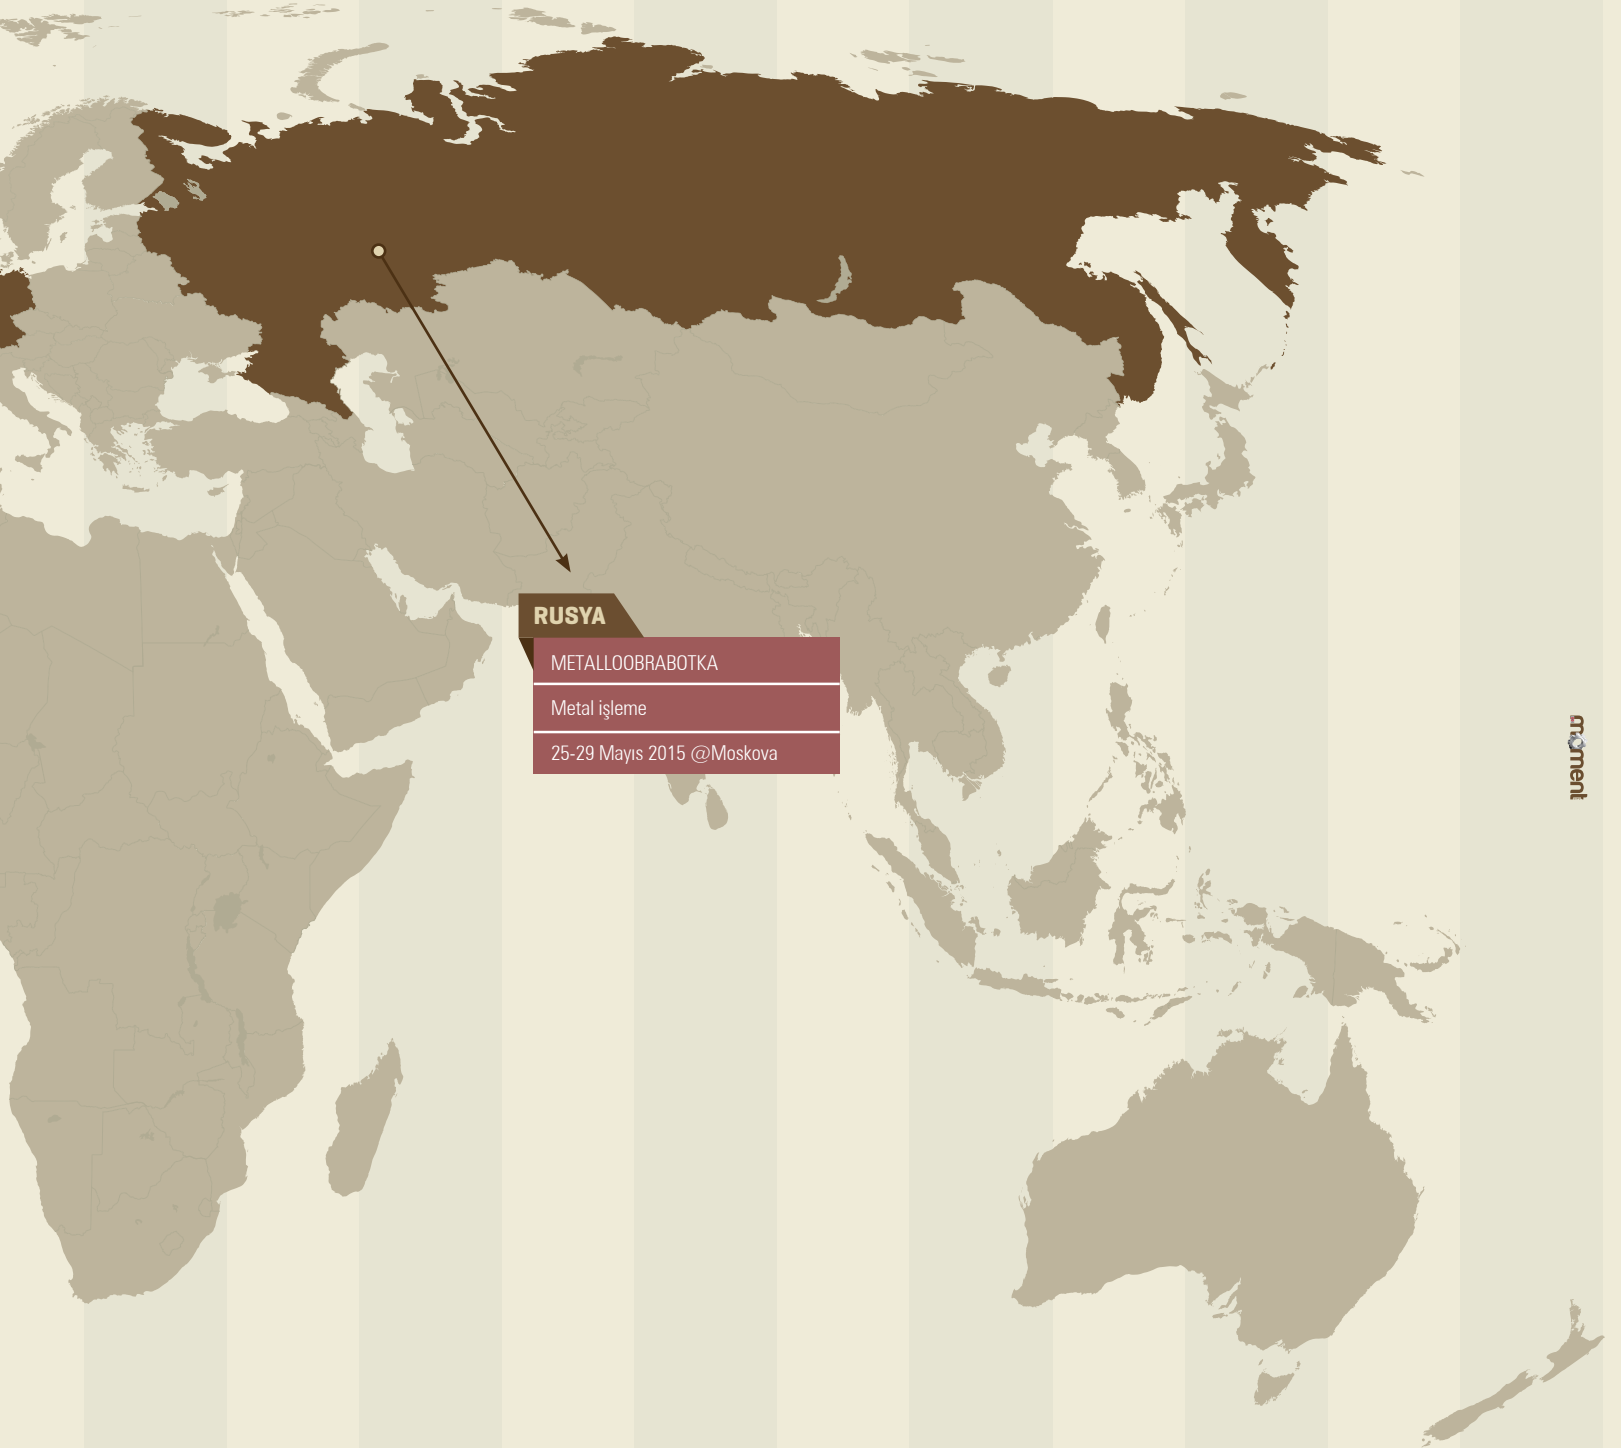 RUSYA
METALLOOBRABOTKA
Metal işleme
25-29 Mayıs 2015 @Moskova
moment